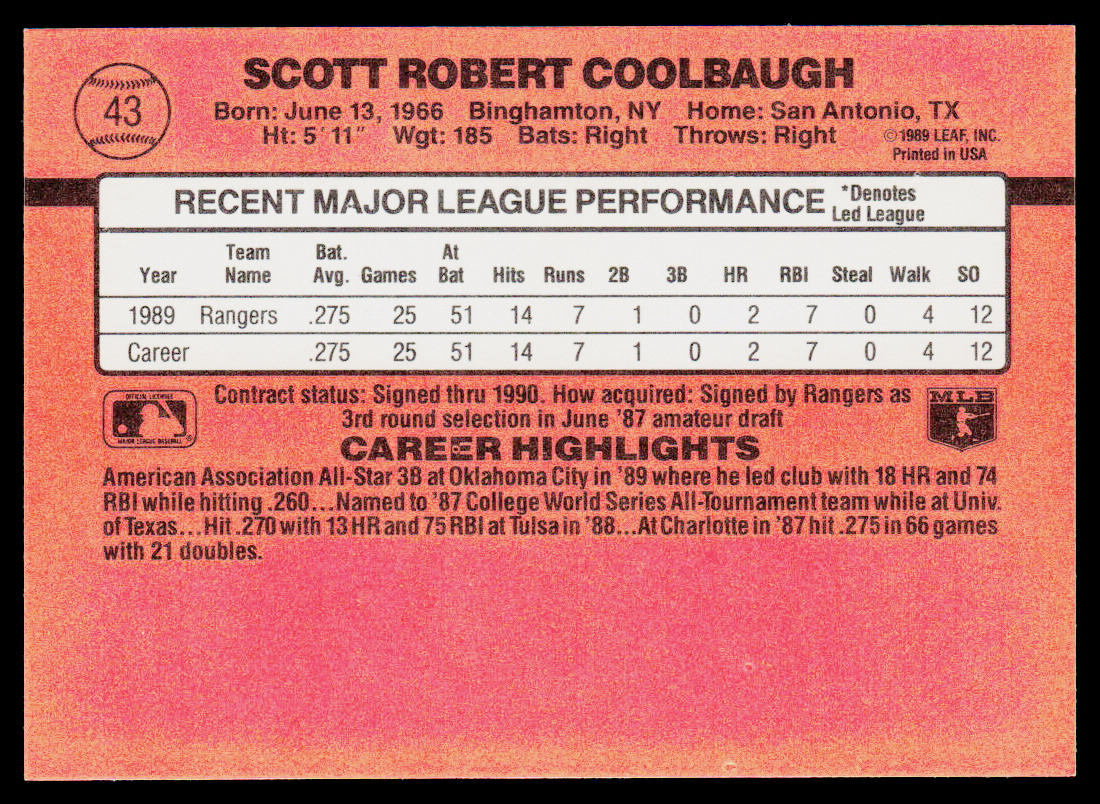 43
SCOTT ROBERT COOLBAUGH
Born: June 13, 1966 Binghamton, NY Home: San Antonio, TX
Ht: 5' 11" Wgt: 185 Bats: Right Throws: Right
©1989 LEAF, INC.
Printed in USA
RECENT MAJOR LEAGUE PERFORMANCE
*Denotes
Led League
Team Bat. At
Year Name Avg. Games Bat Hits Runs 2B 3B HR RBI Steal Walk SO
1989 Rangers .275 25 51 14 7 1 0 2 7 0 4 12
Career .275 25 51 14 7 1 0 2 7 0 4 12
OFFICIAL LICENSEE
MAJOR LEAGUE BASEBALL
®
Contract status: Signed thru 1990. How acquired: Signed by Rangers as
3rd round selection in June '87 amateur draft
MLB
CAREER HIGHLIGHTS
American Association All-Star 3B at Oklahoma City in '89 where he led club with 18 HR and 74
RBI while hitting .260...Named to '87 College World Series All-Tournament team while at Univ.
of Texas...Hit .270 with 13 HR and 75 RBI at Tulsa in '88...At Charlotte in '87 hit .275 in 66 games
with 21 doubles.